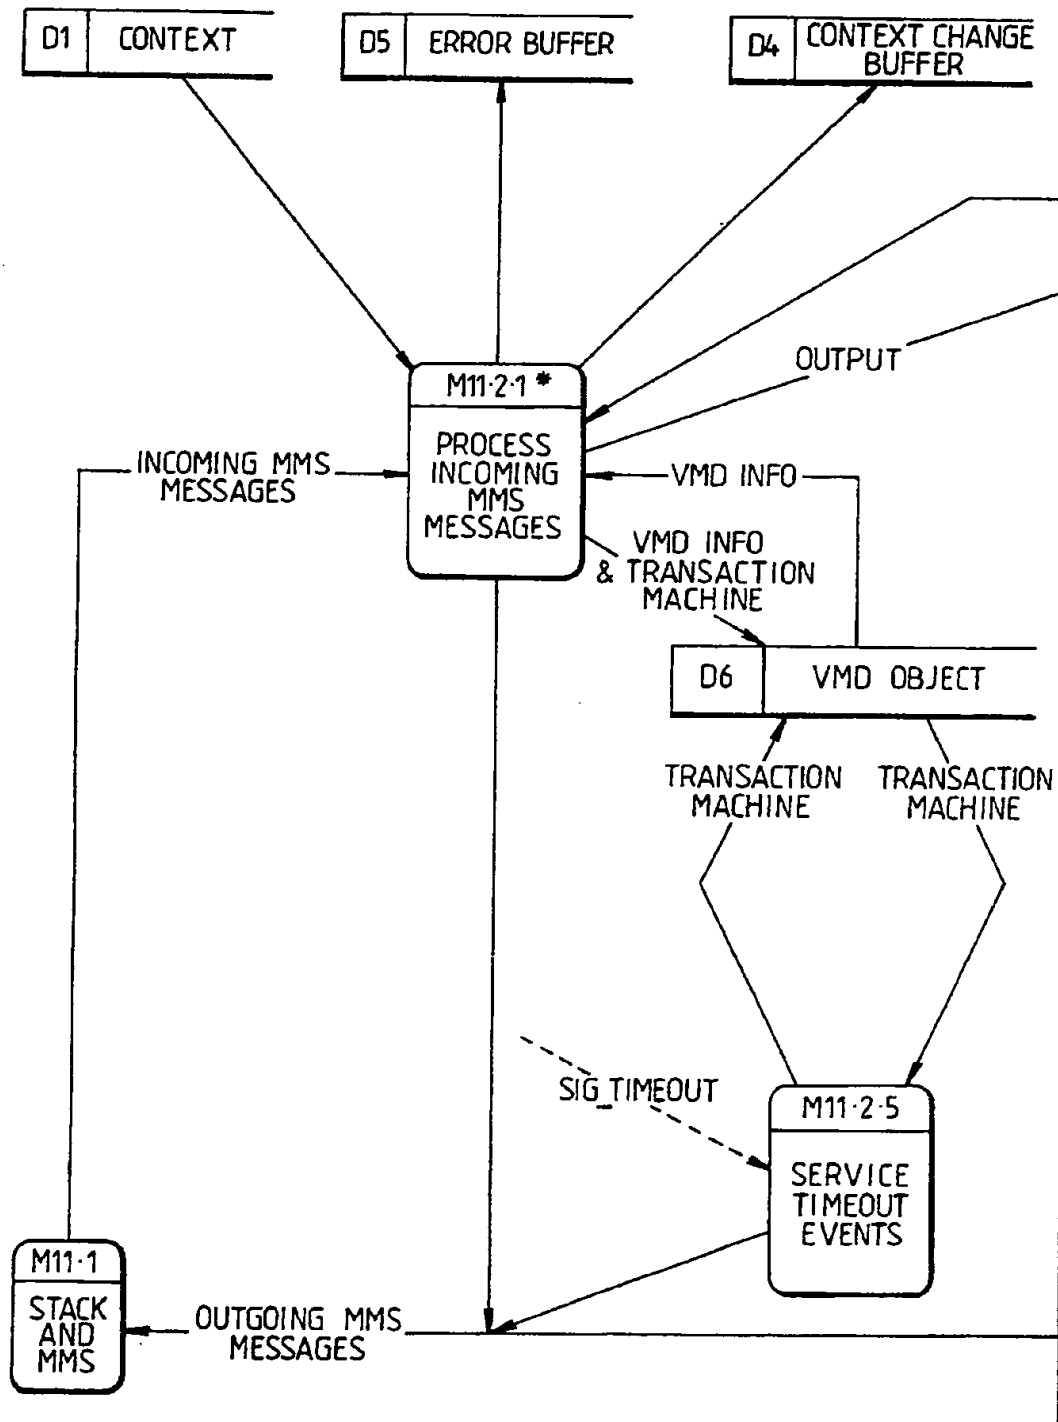 D1 CONTEXT
D5 ERROR BUFFER
D4 CONTEXT CHANGE
BUFFER
OUTPUT
M11·2·1 *
PROCESS
INCOMING
MMS
MESSAGES
INCOMING MMS
MESSAGES
VMD INFO
VMD INFO
& TRANSACTION
MACHINE
D6 VMD OBJECT
TRANSACTION
MACHINE
TRANSACTION
MACHINE
SIG_TIMEOUT
M11·2·5
SERVICE
TIMEOUT
EVENTS
M11·1
STACK
AND
MMS
OUTGOING MMS
MESSAGES